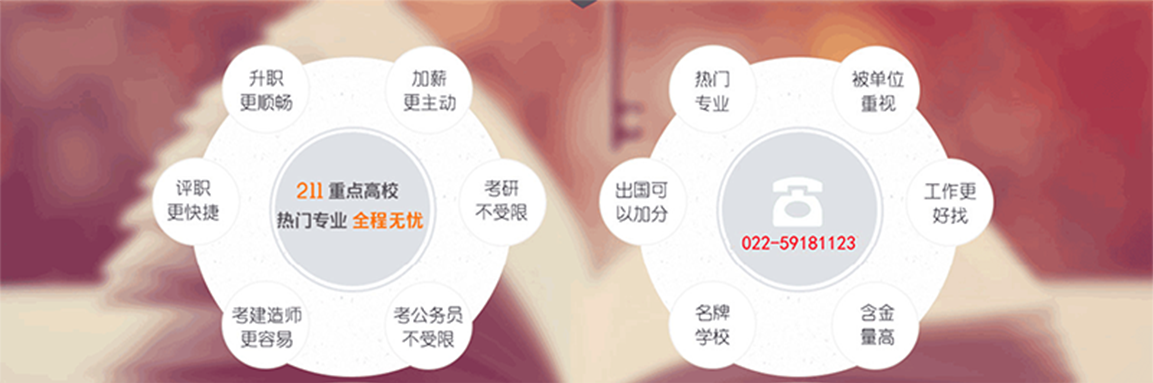 升职
更顺畅
加薪
更主动
评职
更快捷
211 重点高校
热门专业 全程无忧
考研
不受限
考建造师
更容易
考公务员
不受限
热门
专业
被单位
重视
出国可
以加分
022-59181123
工作更
好找
名牌
学校
含金
量高